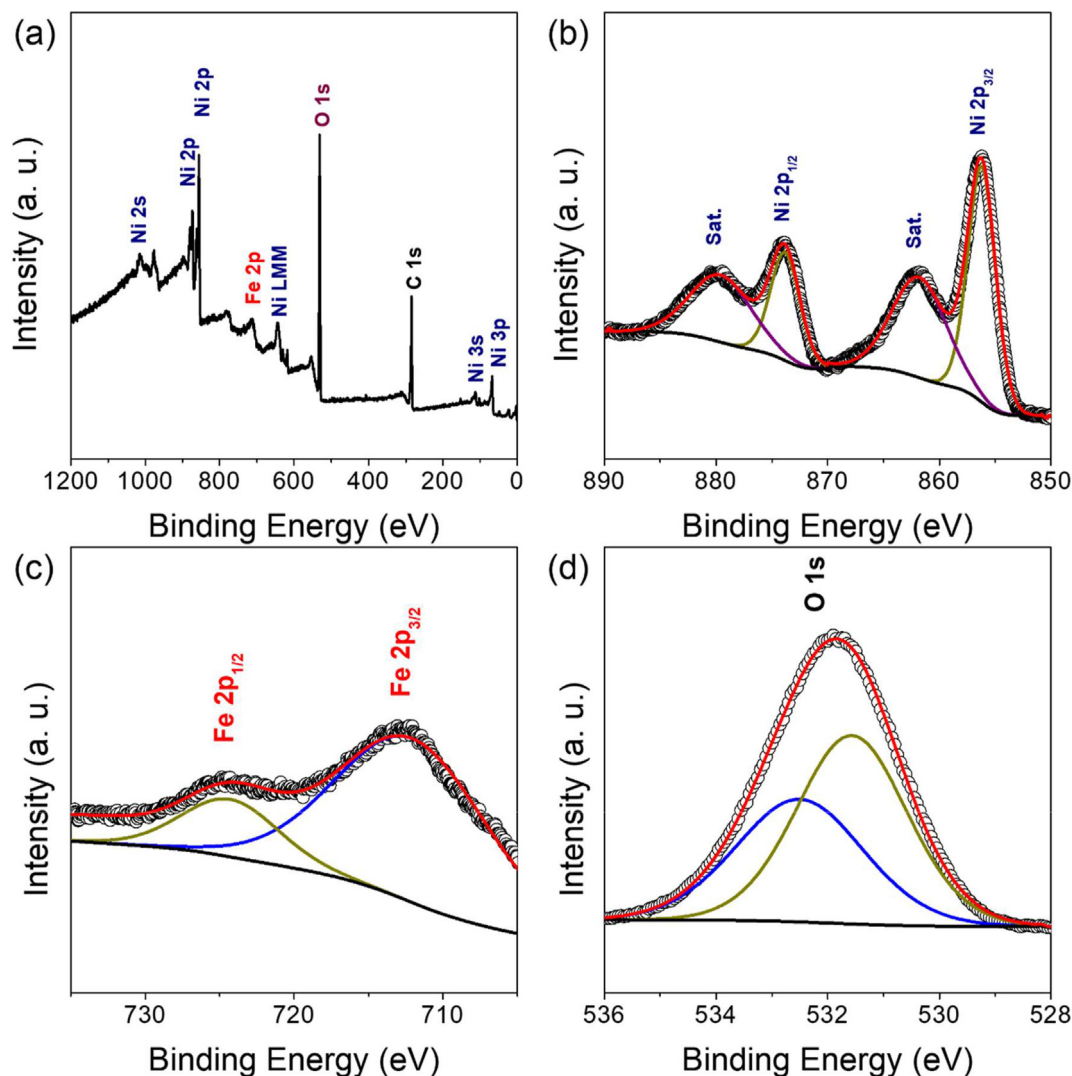 (a)
Intensity (a. u.)
Ni 2s
Ni 2p
Ni 2p
Fe 2p
Ni LMM
O 1s
C 1s
Ni 3s
Ni 3p
1200 1000 800 600 400 200 0
Binding Energy (eV)
(b)
Intensity (a. u.)
Sat.
Ni 2p1/2
Sat.
Ni 2p3/2
890 880 870 860 850
Binding Energy (eV)
(c)
Intensity (a. u.)
Fe 2p1/2
Fe 2p3/2
730 720 710
Binding Energy (eV)
(d)
Intensity (a. u.)
O 1s
536 534 532 530 528
Binding Energy (eV)